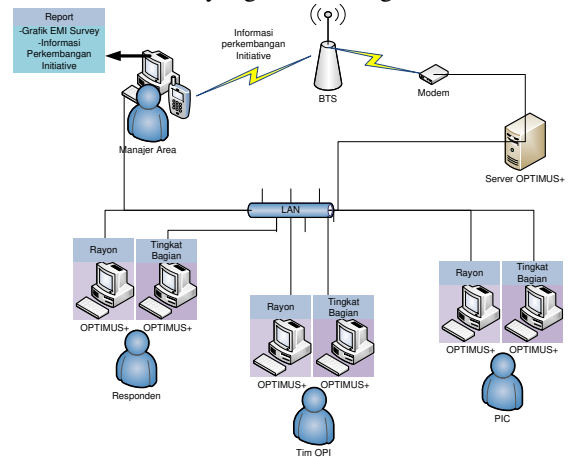 Report
-Grafik EMI Survey
-Informasi
Perkembangan
Initiative
Informasi
perkembangan
Initiative
BTS
Modem
Manajer Area
Server OPTIMUS+
LAN
Rayon
Tingkat
Bagian
OPTIMUS+
OPTIMUS+
Responden
Rayon
Tingkat
Bagian
OPTIMUS+
OPTIMUS+
Tim OPI
Rayon
Tingkat
Bagian
OPTIMUS+
OPTIMUS+
PIC